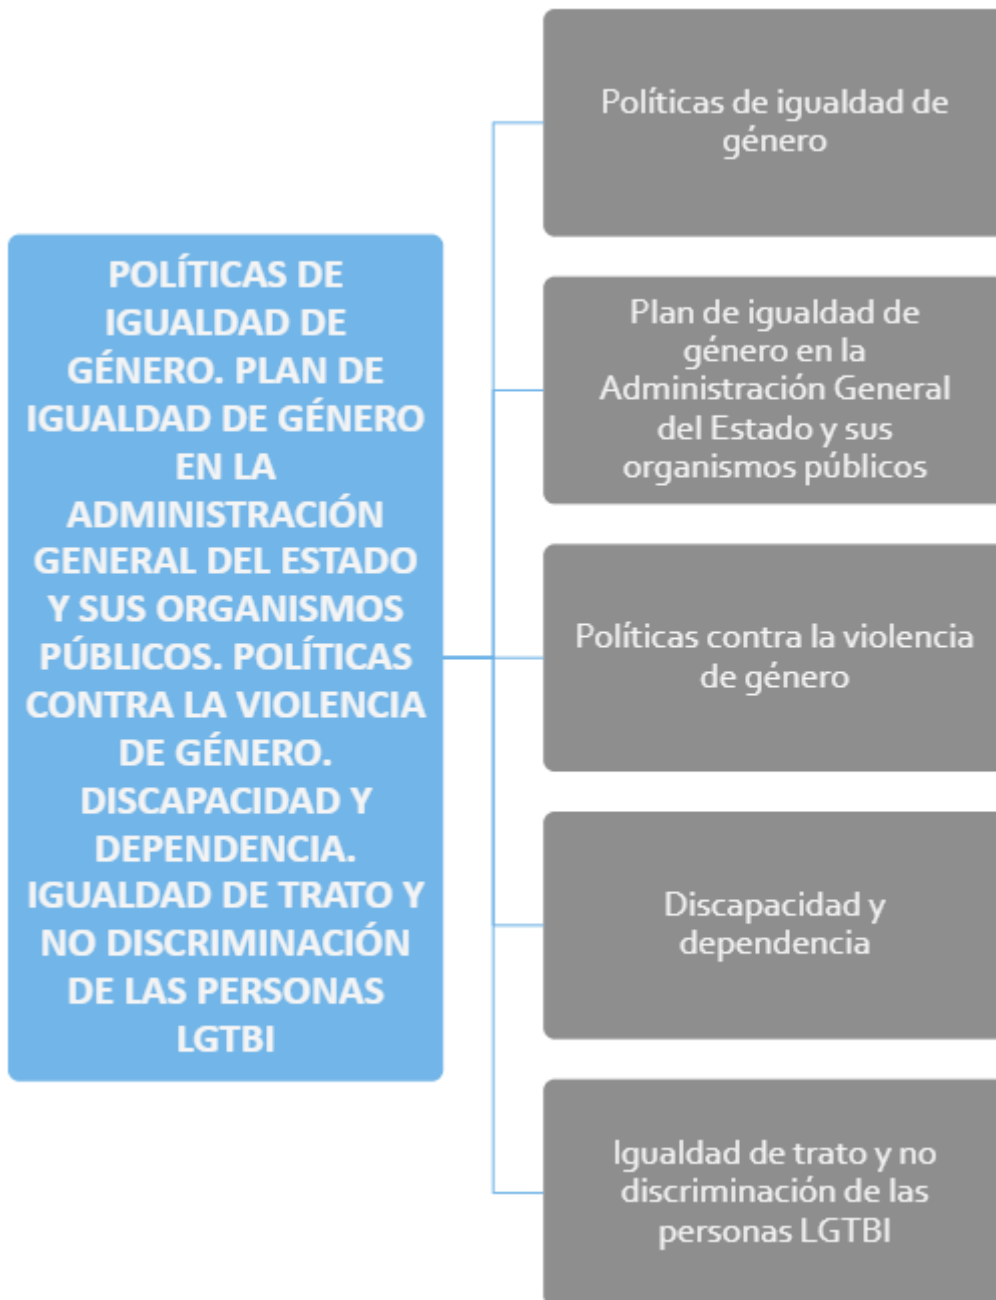 POLÍTICAS DE
IGUALDAD DE
GÉNERO. PLAN DE
IGUALDAD DE GÉNERO
EN LA
ADMINISTRACIÓN
GENERAL DEL ESTADO
Y SUS ORGANISMOS
PÚBLICOS. POLÍTICAS
CONTRA LA VIOLENCIA
DE GÉNERO.
DISCAPACIDAD Y
DEPENDENCIA.
IGUALDAD DE TRATO Y
NO DISCRIMINACIÓN
DE LAS PERSONAS
LGTBI
Políticas de igualdad de
género
Plan de igualdad de
género en la
Administración General
del Estado y sus
organismos públicos
Políticas contra la violencia
de género
Discapacidad y
dependencia
Igualdad de trato y no
discriminación de las
personas LGTBI